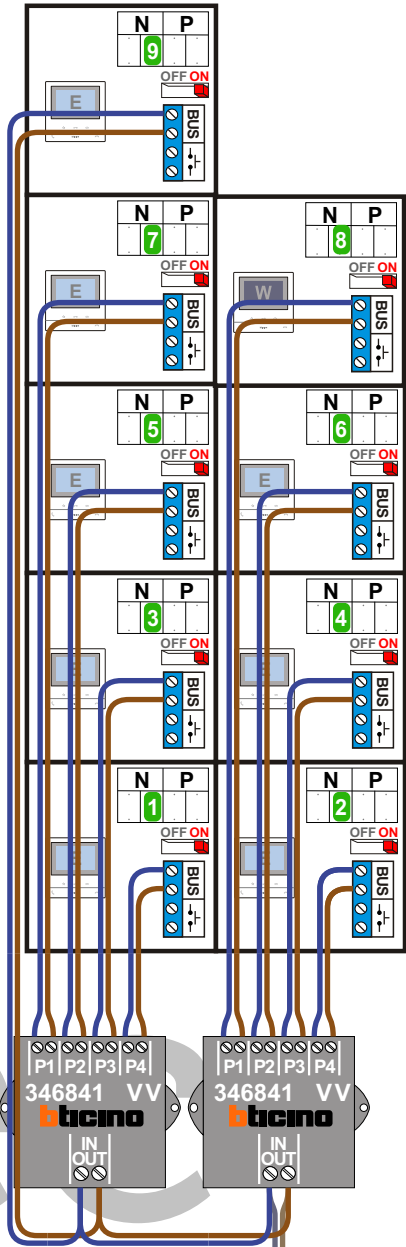 N P
9
OFF ON
E
BUS
N P
7
OFF ON
E
BUS
N P
8
OFF ON
W
BUS
N P
5
OFF ON
E
BUS
N P
6
OFF ON
E
BUS
N P
3
OFF ON
BUS
N P
4
OFF ON
BUS
N P
1
OFF ON
BUS
N P
2
OFF ON
BUS
P1 P2 P3 P4
346841 VV
bticino
IN
OUT
P1 P2 P3 P4
346841 VV
bticino
IN
OUT